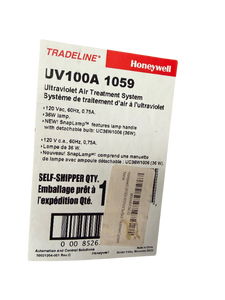 TRADELINE®
Honeywell
UV100A 1059
Ultraviolet Air Treatment System
Système de traitement d'air à l'ultraviolet
• 120 Vac, 60Hz, 0.75A.
• 36W lamp.
• NEW! SnapLamp™ features lamp handle
with detachable bulb: UC36W1006 (36W)
• 120 V c.a., 60Hz, 0,75A.
• Lampe de 36 W.
• Nouveau! SnapLamp™ comprend une manuette
de lampe avec ampoule détachable: UC36W1006 (36 W).
SELF-SHIPPER QTY.
Emballage prêt à
l'expédition Qté.
1
0 00 8526
Automation and Control Solutions